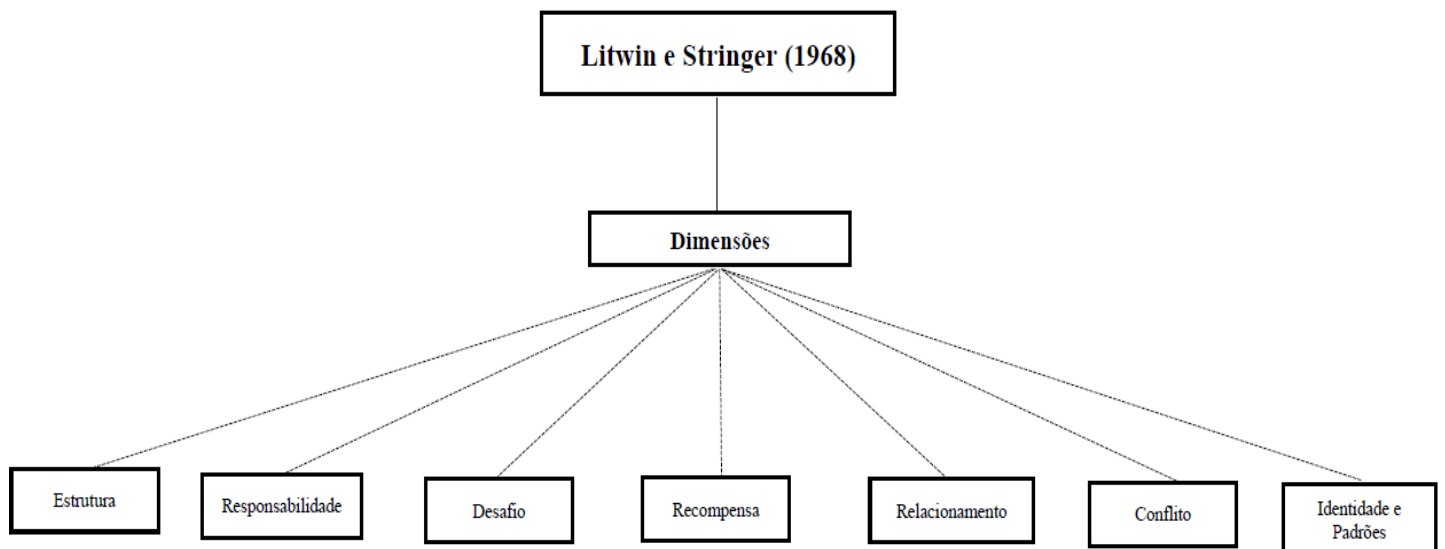 Litwin e Stringer (1968)
Dimensões
Estrutura
Responsabilidade
Desafio
Recompensa
Relacionamento
Conflito
Identidade e
Padrões